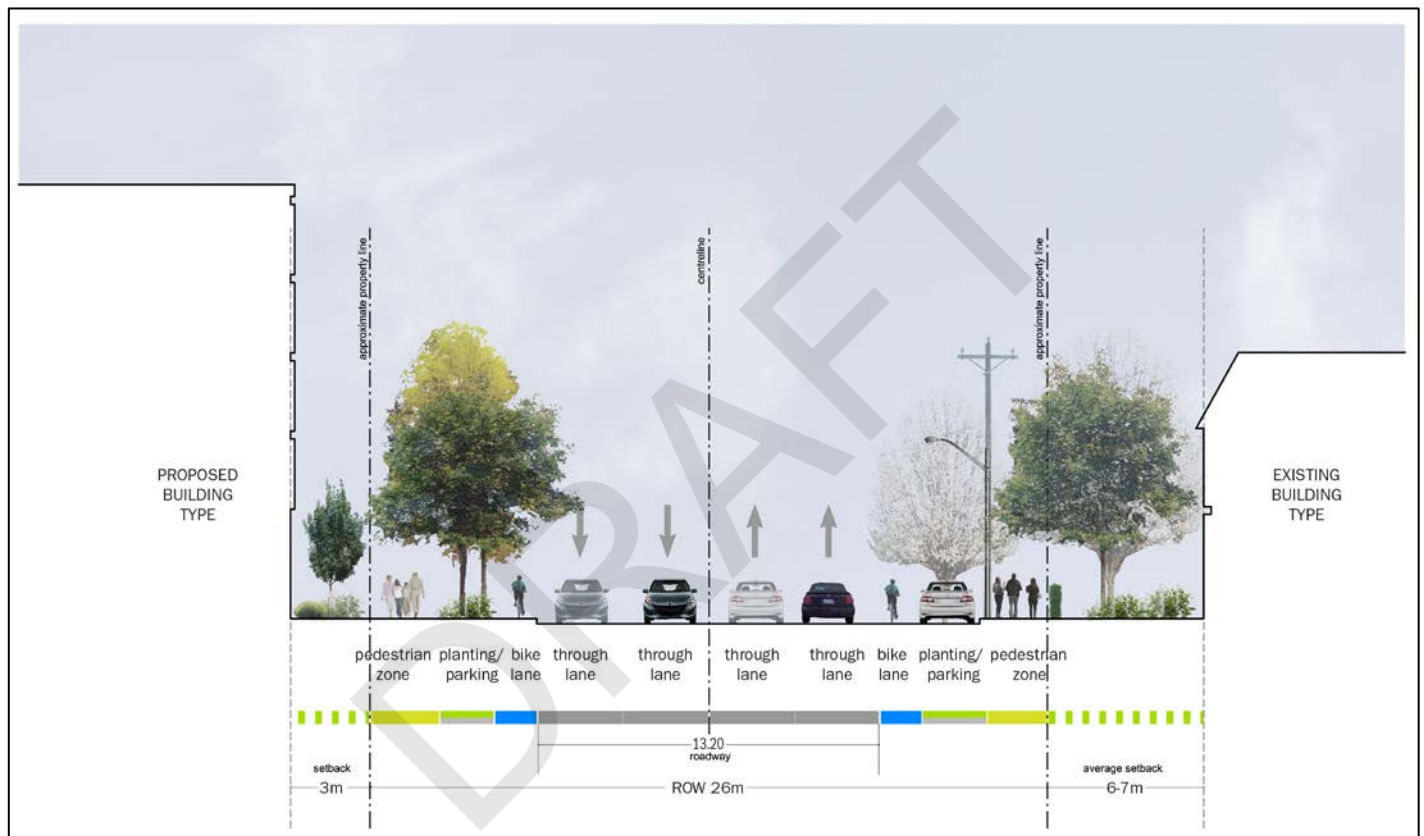 DRAFT
approximate property line
centreline
approximate property line
PROPOSED
BUILDING
TYPE
EXISTING
BUILDING
TYPE
pedestrian planting/ bike through through through through bike planting/ pedestrian
zone parking lane lane lane lane lane lane parking zone
13.20
roadway
setback
3m
ROW 26m
average setback
6-7m